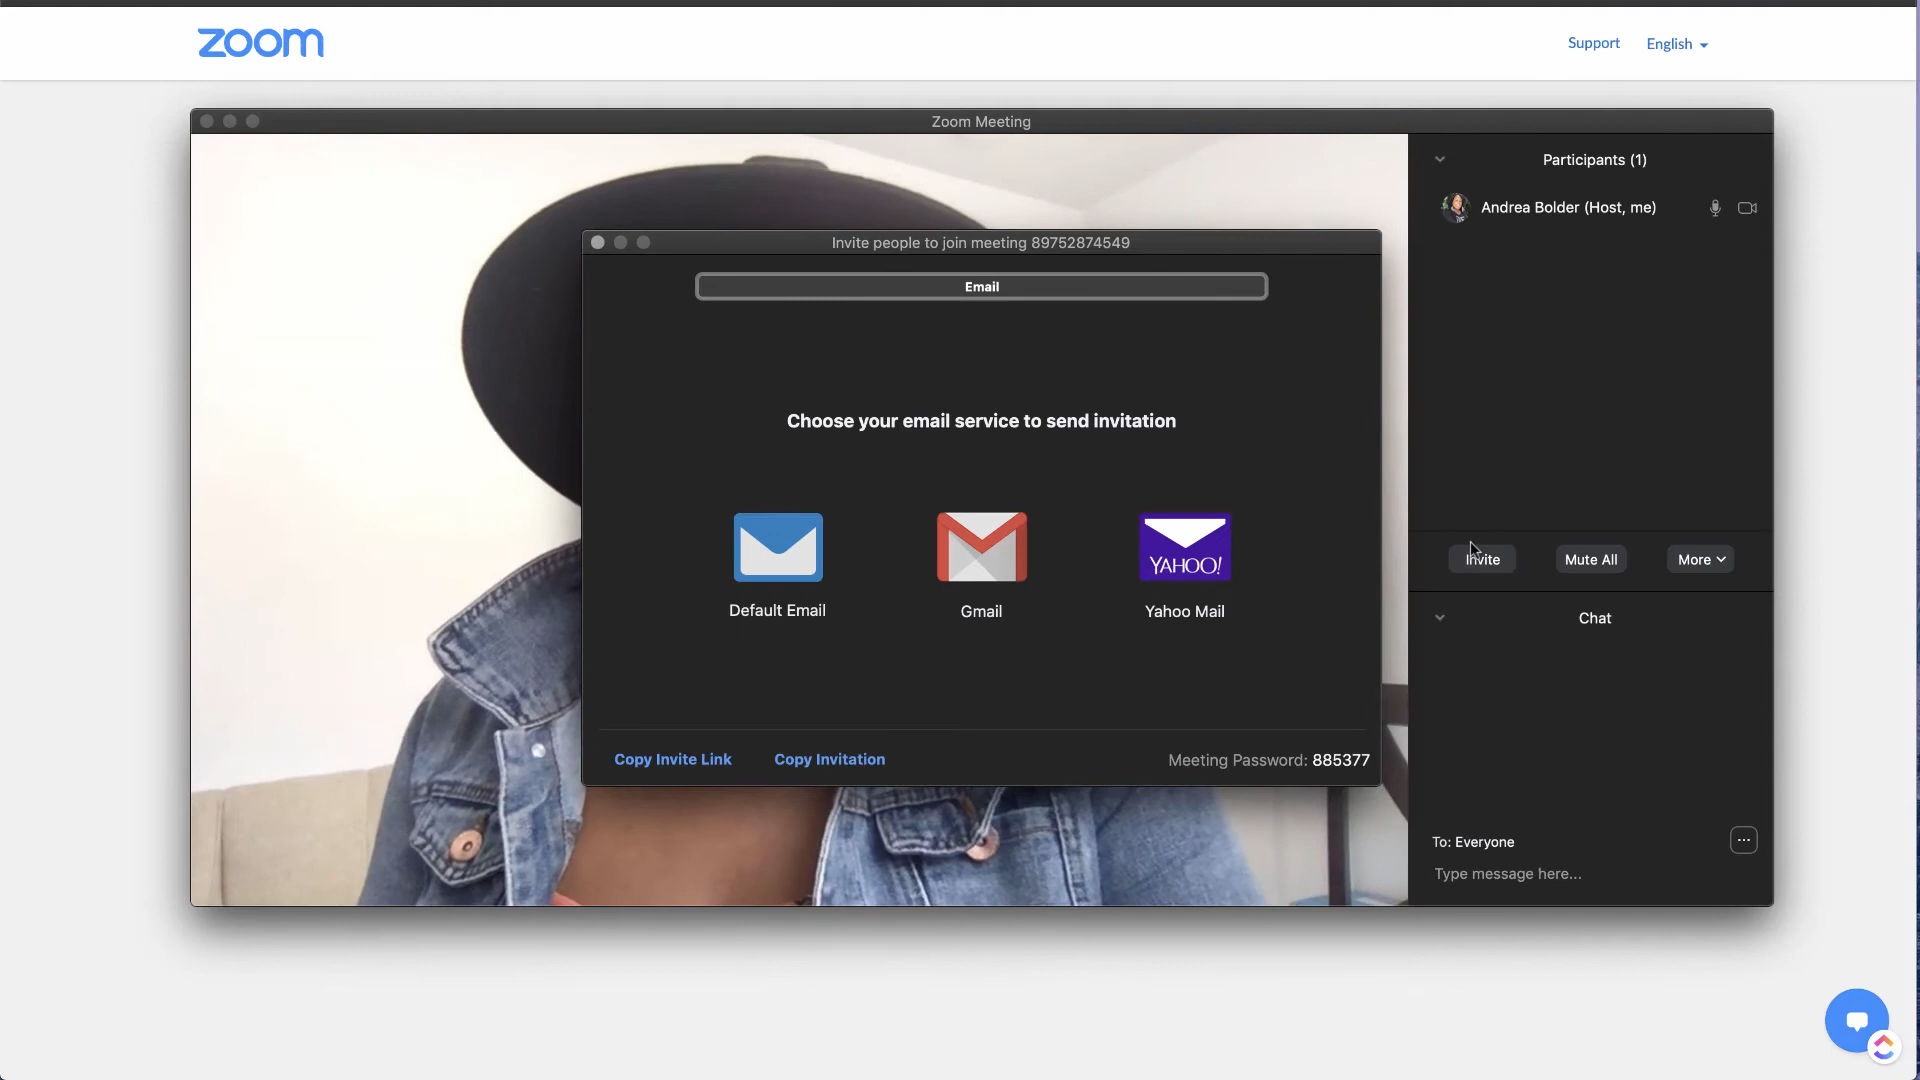 zoom
Support
English
Zoom Meeting
Participants (1)
Andrea Bolder (Host, me)
Invite people to join meeting 89752874549
Email
Choose your email service to send invitation
YAHOO!
Default Email
Gmail
Yahoo Mail
Invite
Mute All
More
Chat
Copy Invite Link
Copy Invitation
Meeting Password: 885377
To: Everyone
Type message here...